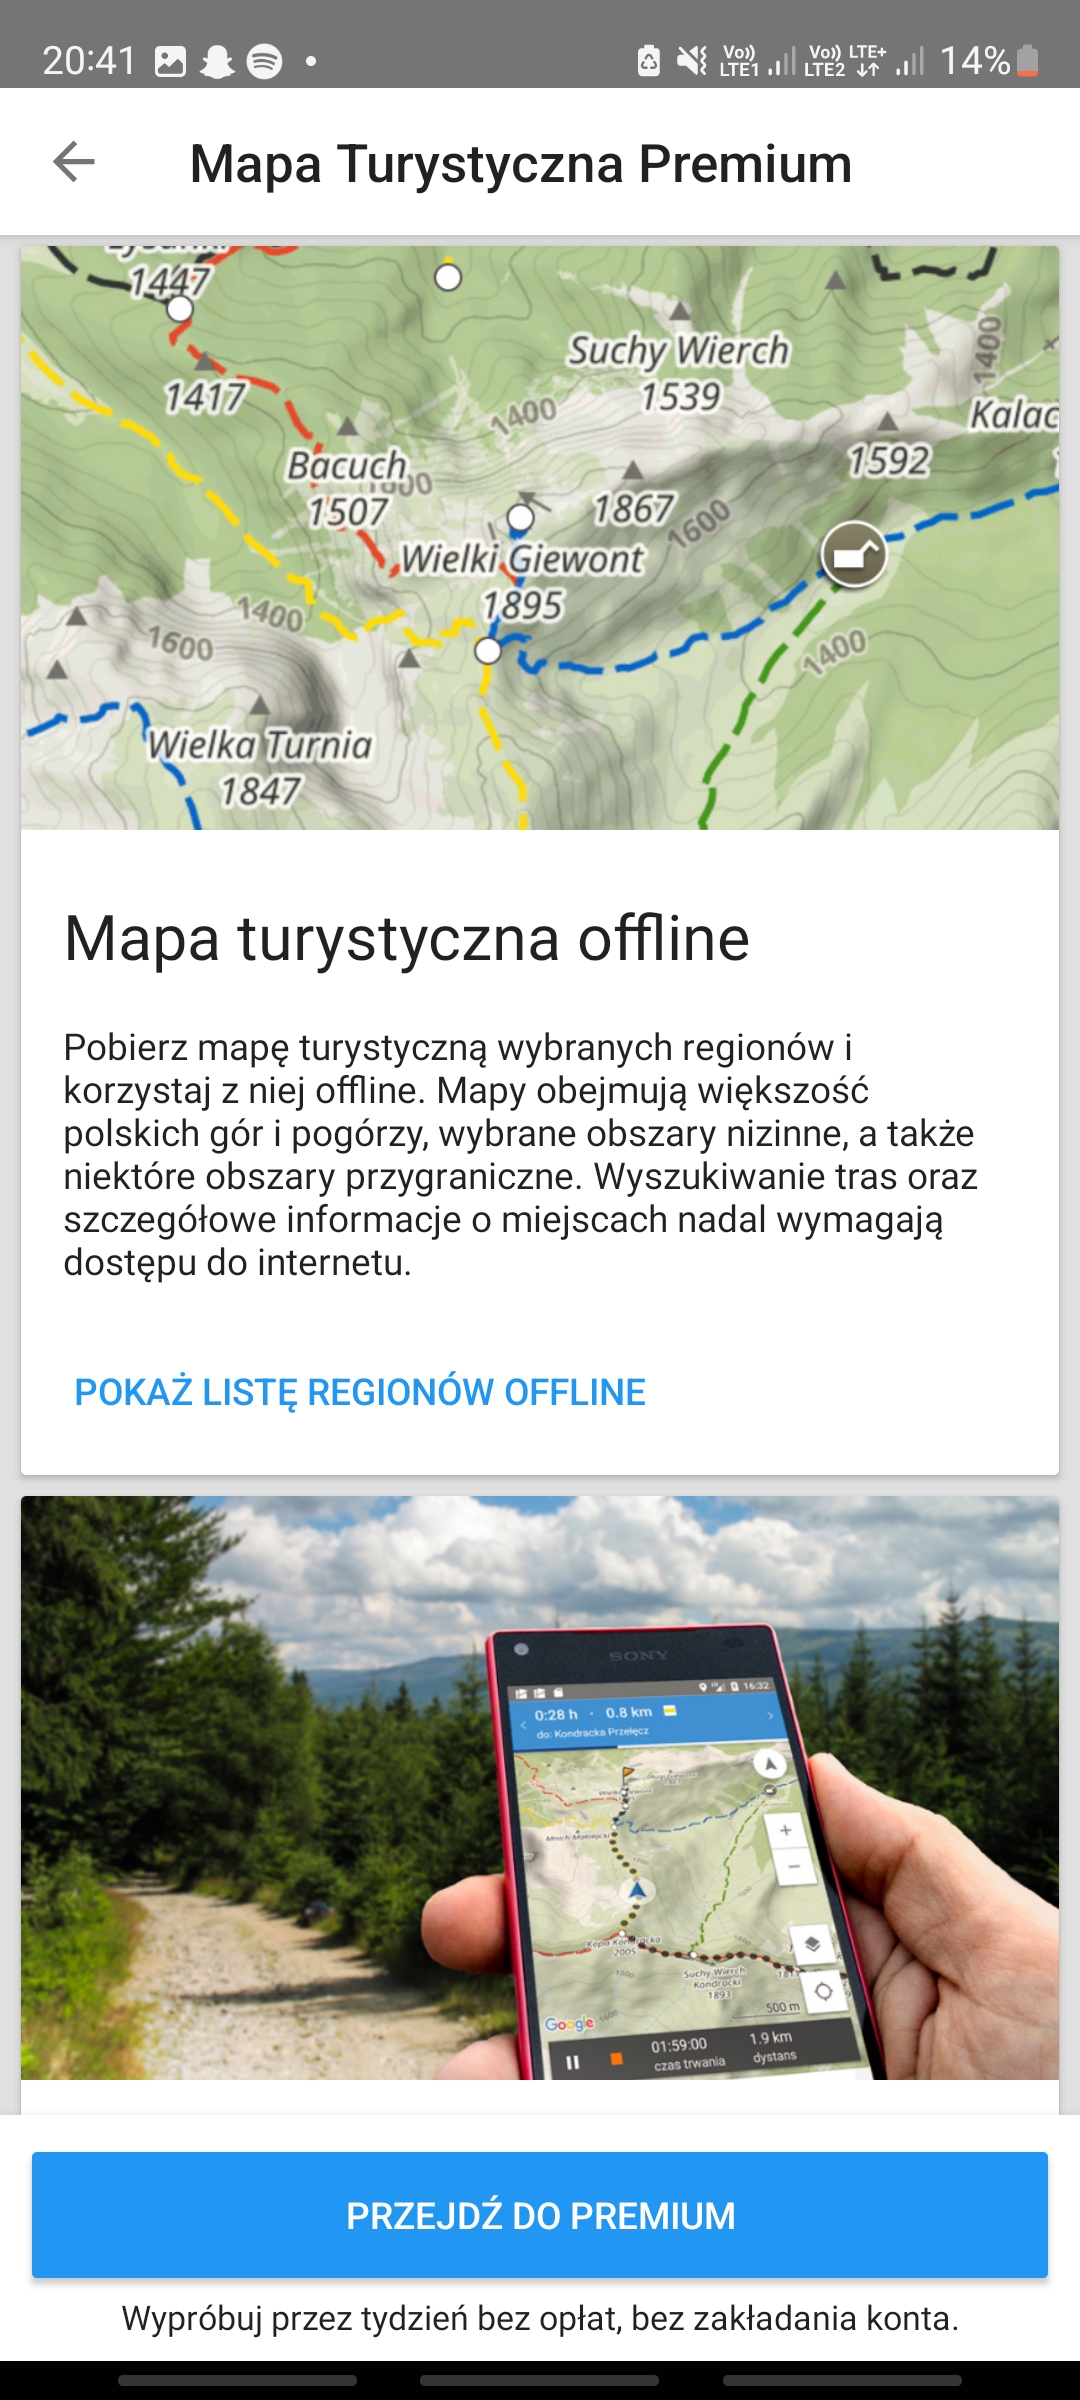 20:41
Vo)) LTE1 Vo)) LTE2 LTE+ 14%
Mapa Turystyczna Premium
1447
Suchy Wierch
1539
1400
1417
1400
Kalac
Bacuch
1507
1592
1867
1600
Wielki Giewont
1895
1400
1600
1400
Wielka Turnia
1847
Mapa turystyczna offline
Pobierz mapę turystyczną wybranych regionów i
korzystaj z niej offline. Mapy obejmują większość
polskich gór i pogórzy, wybrane obszary nizinne, a także
niektóre obszary przygraniczne. Wyszukiwanie tras oraz
szczegółowe informacje o miejscach nadal wymagają
dostępu do internetu.
POKAŻ LISTĘ REGIONÓW OFFLINE
SONY
16:32
0:28 h · 0.8 km
do: Kondracka Przełęcz
Kopa Kondracka
2005
Suchy Wierch
Kondracki
1893
500 m
Google
01:59:00
czas trwania
1.9 km
dystans
PRZEJDŹ DO PREMIUM
Wypróbuj przez tydzień bez opłat, bez zakładania konta.